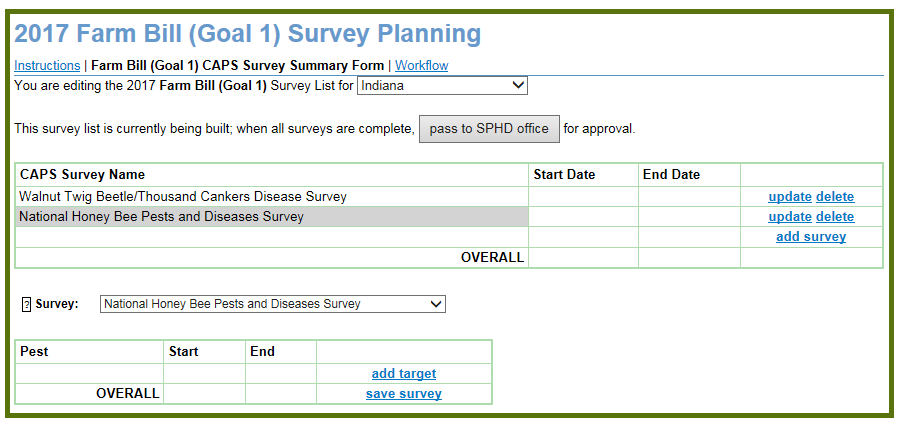 2017 Farm Bill (Goal 1) Survey Planning
Instructions | Farm Bill (Goal 1) CAPS Survey Summary Form | Workflow
You are editing the 2017 Farm Bill (Goal 1) Survey List for Indiana
This survey list is currently being built; when all surveys are complete, pass to SPHD office for approval.
CAPS Survey Name Start Date End Date
Walnut Twig Beetle/Thousand Cankers Disease Survey update delete
National Honey Bee Pests and Diseases Survey update delete
add survey
OVERALL
? Survey: National Honey Bee Pests and Diseases Survey
Pest Start End
add target
OVERALL save survey